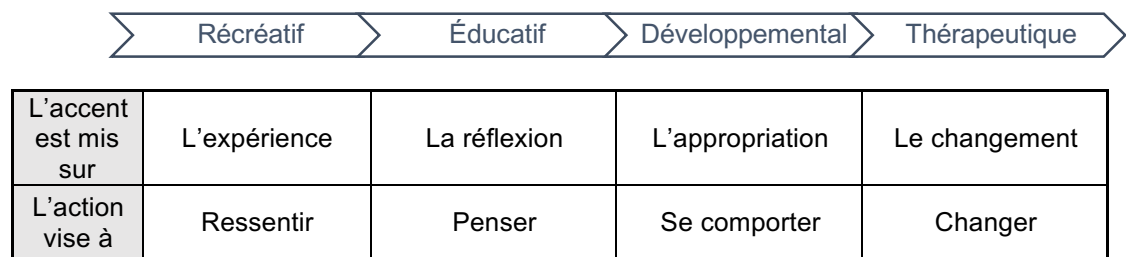 Récréatif Éducatif Développemental Thérapeutique
L'accent
est mis
sur
L'expérience La réflexion L'appropriation Le changement
L'action
vise à
Ressentir Penser Se comporter Changer